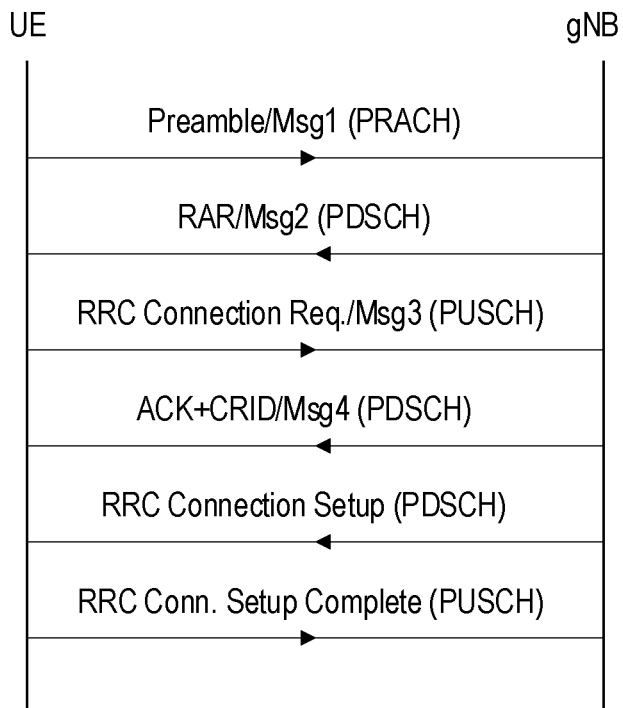 UE
gNB
Preamble/Msg1 (PRACH)
RAR/Msg2 (PDSCH)
RRC Connection Req./Msg3 (PUSCH)
ACK+CRID/Msg4 (PDSCH)
RRC Connection Setup (PDSCH)
RRC Conn. Setup Complete (PUSCH)